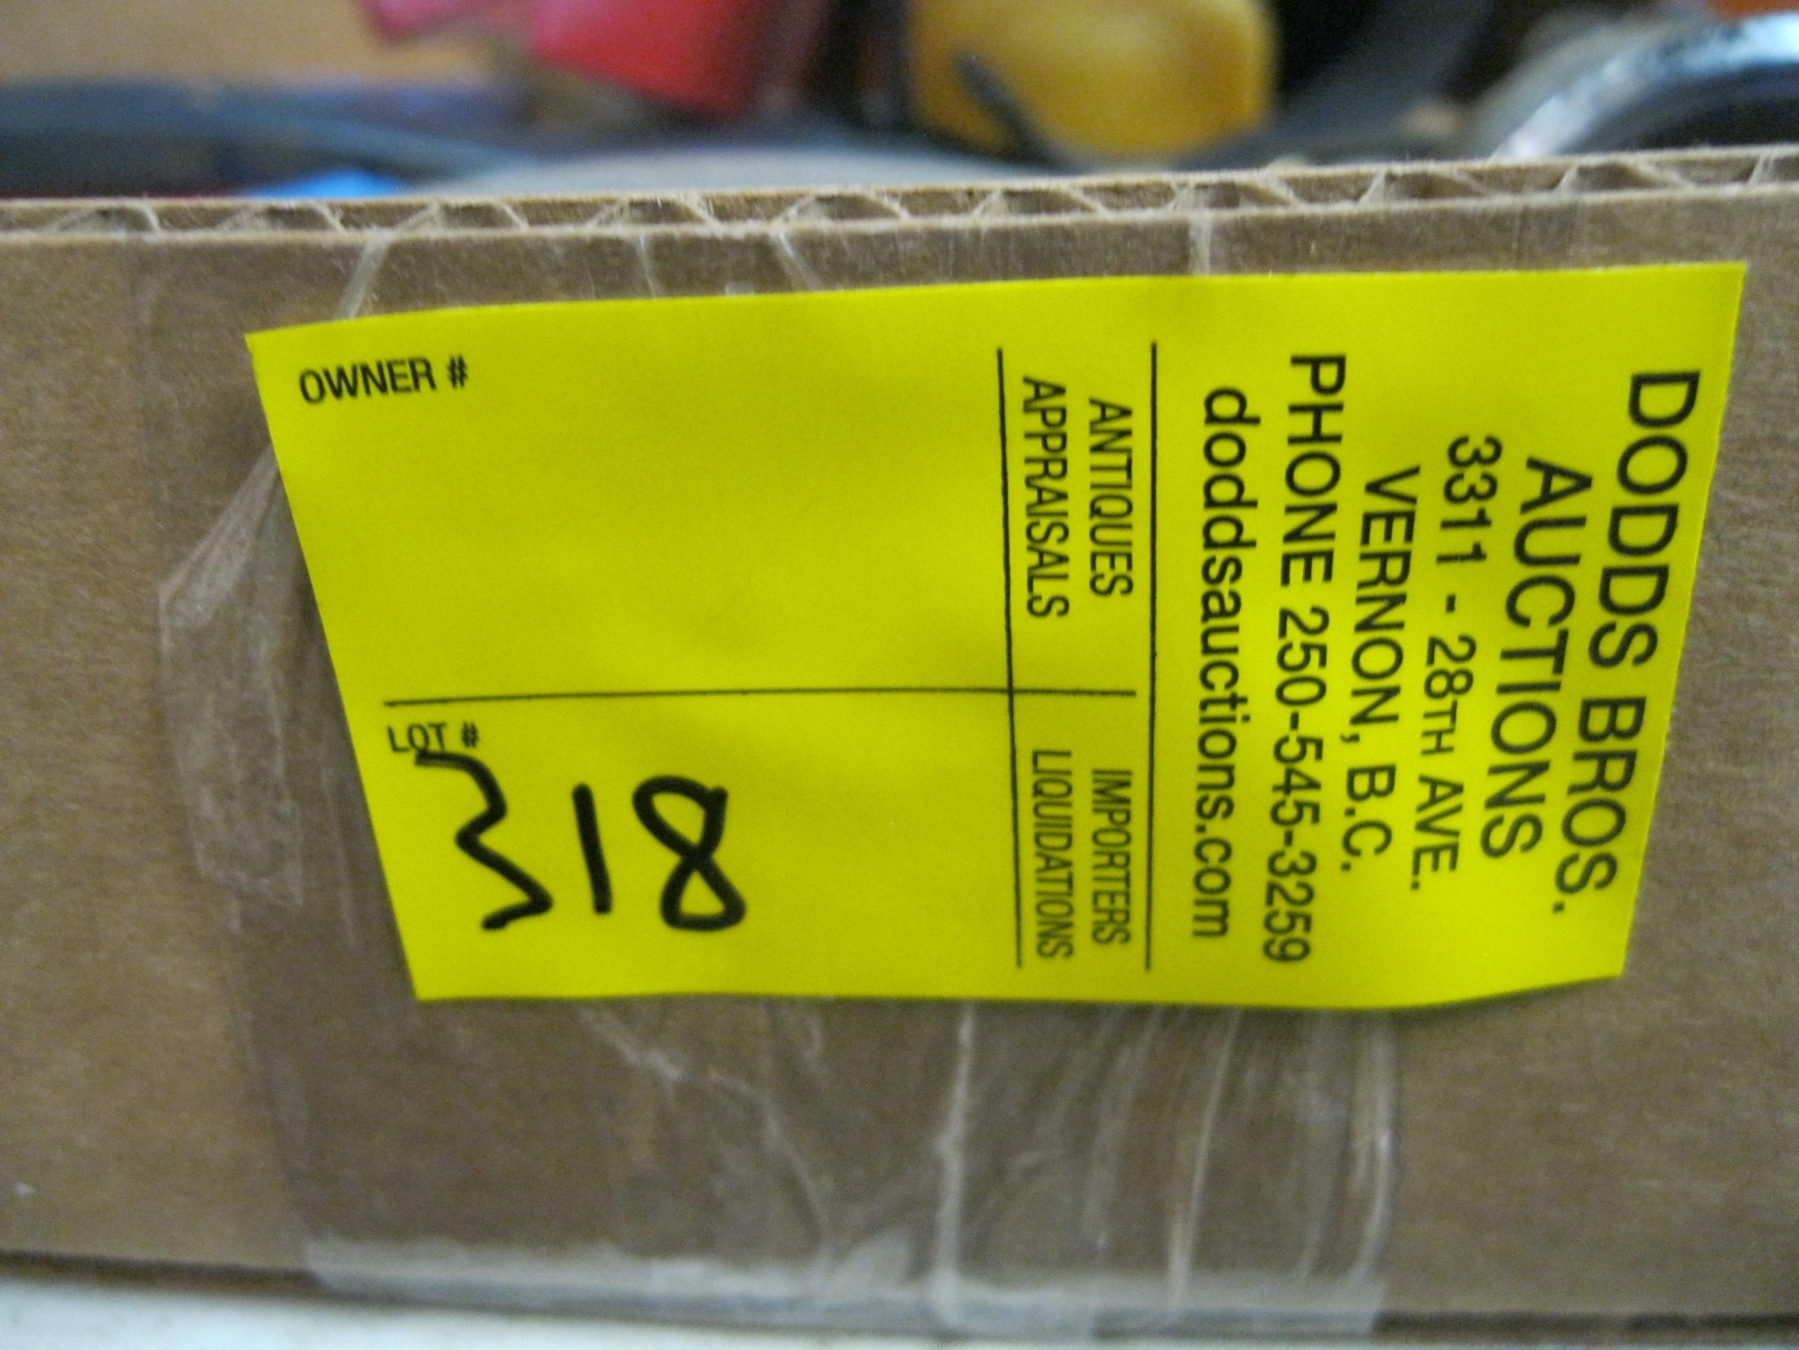 DODDS BROS.
AUCTIONS
3311 - 28TH AVE.
VERNON, B.C.
PHONE 250-545-3259
doddsauctions.com
ANTIQUES
APPRAISALS
IMPORTERS
LIQUIDATIONS
OWNER #
LOT #
318